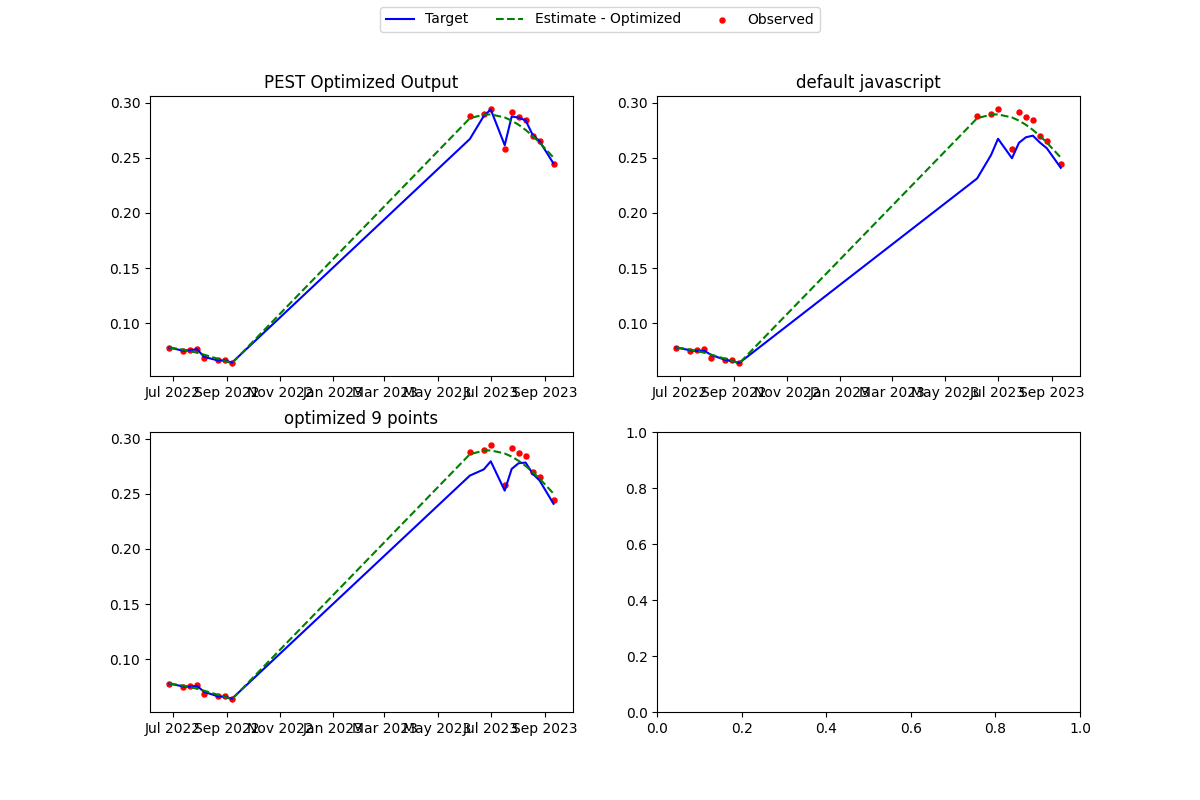 Target Estimate - Optimized Observed
PEST Optimized Output
0.30
0.25
0.20
0.15
0.10
Jul 2022 Sep 2022 Nov 2022 Jan 2023 Mar 2023 May 2023 Jul 2023 Sep 2023
default javascript
0.30
0.25
0.20
0.15
0.10
Jul 2022 Sep 2022 Nov 2022 Jan 2023 Mar 2023 May 2023 Jul 2023 Sep 2023
optimized 9 points
0.30
0.25
0.20
0.15
0.10
Jul 2022 Sep 2022 Nov 2022 Jan 2023 Mar 2023 May 2023 Jul 2023 Sep 2023
1.0
0.8
0.6
0.4
0.2
0.0
0.0 0.2 0.4 0.6 0.8 1.0